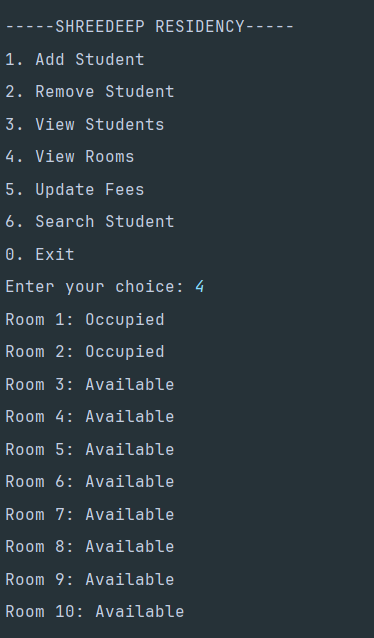 -----SHREEDEEP RESIDENCY-----
1. Add Student
2. Remove Student
3. View Students
4. View Rooms
5. Update Fees
6. Search Student
0. Exit
Enter your choice: 4
Room 1: Occupied
Room 2: Occupied
Room 3: Available
Room 4: Available
Room 5: Available
Room 6: Available
Room 7: Available
Room 8: Available
Room 9: Available
Room 10: Available